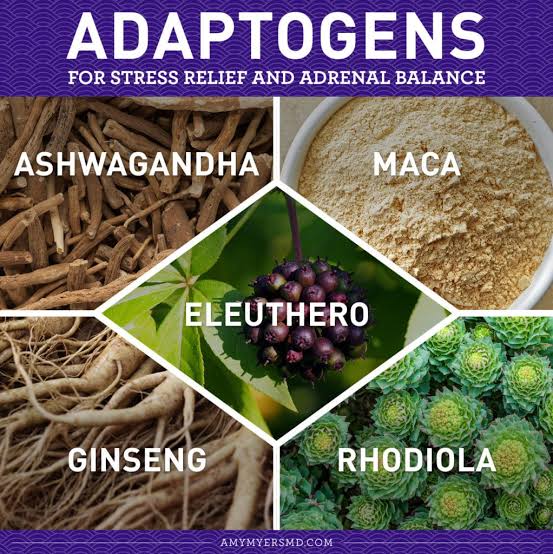 ADAPTOGENS
FOR STRESS RELIEF AND ADRENAL BALANCE
ASHWAGANDHA
MACA
ELEUTHERO
GINSENG
RHODIOLA
AMYMYERSMD.COM